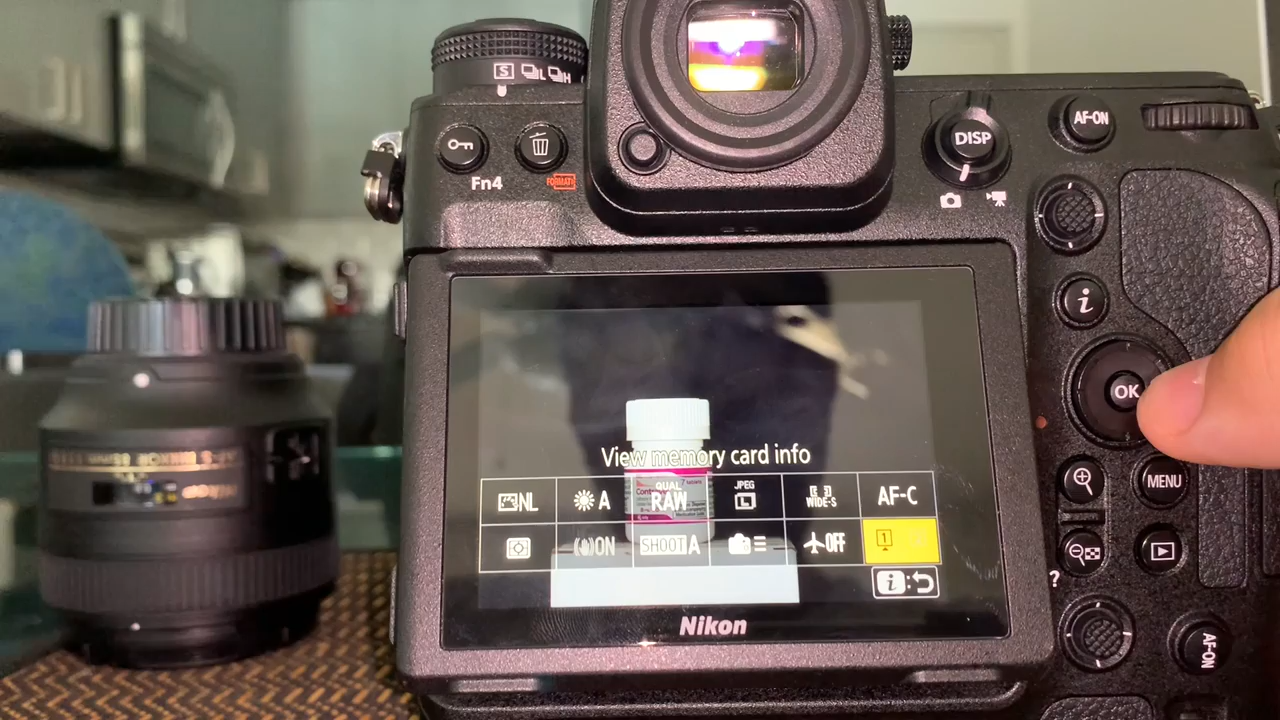 S L H
DISP
AF-ON
Fn4
FORMAT
i
OK
View memory card info
NL
A
QUAL
RAW
JPEG
L
WIDE-S
AF-C
ON
SHOOT A
OFF
1
i
MENU
?
Nikon
AF-ON